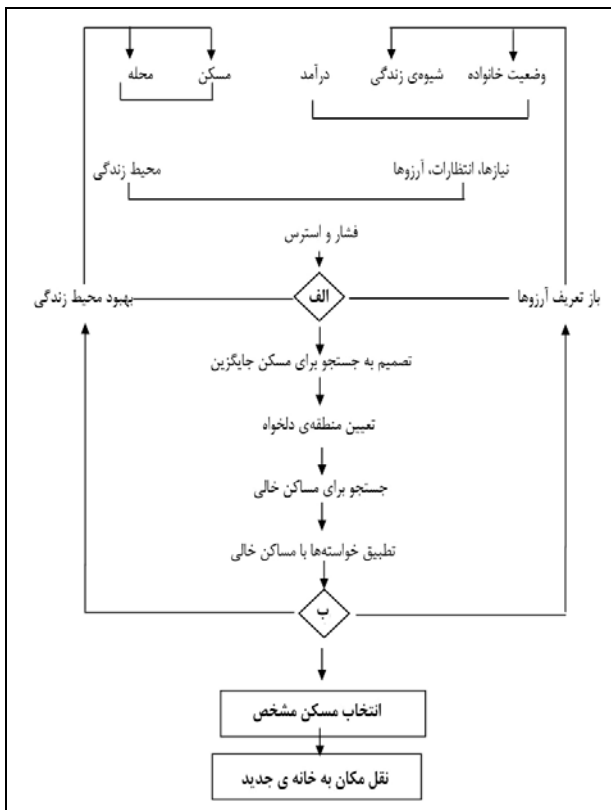 وضعیت خانواده شیوه‌ی زندگی درآمد مسکن محله
نیازها، انتظارات، آرزوها محیط زندگی
فشار و استرس
باز تعریف آرزوها الف بهبود محیط زندگی
تصمیم به جستجو برای مسکن جایگزین
تعیین منطقه‌ی دلخواه
جستجو برای مساکن خالی
تطبیق خواسته‌ها با مساکن خالی
ب
انتخاب مسکن مشخص
نقل مکان به خانه ی جدید